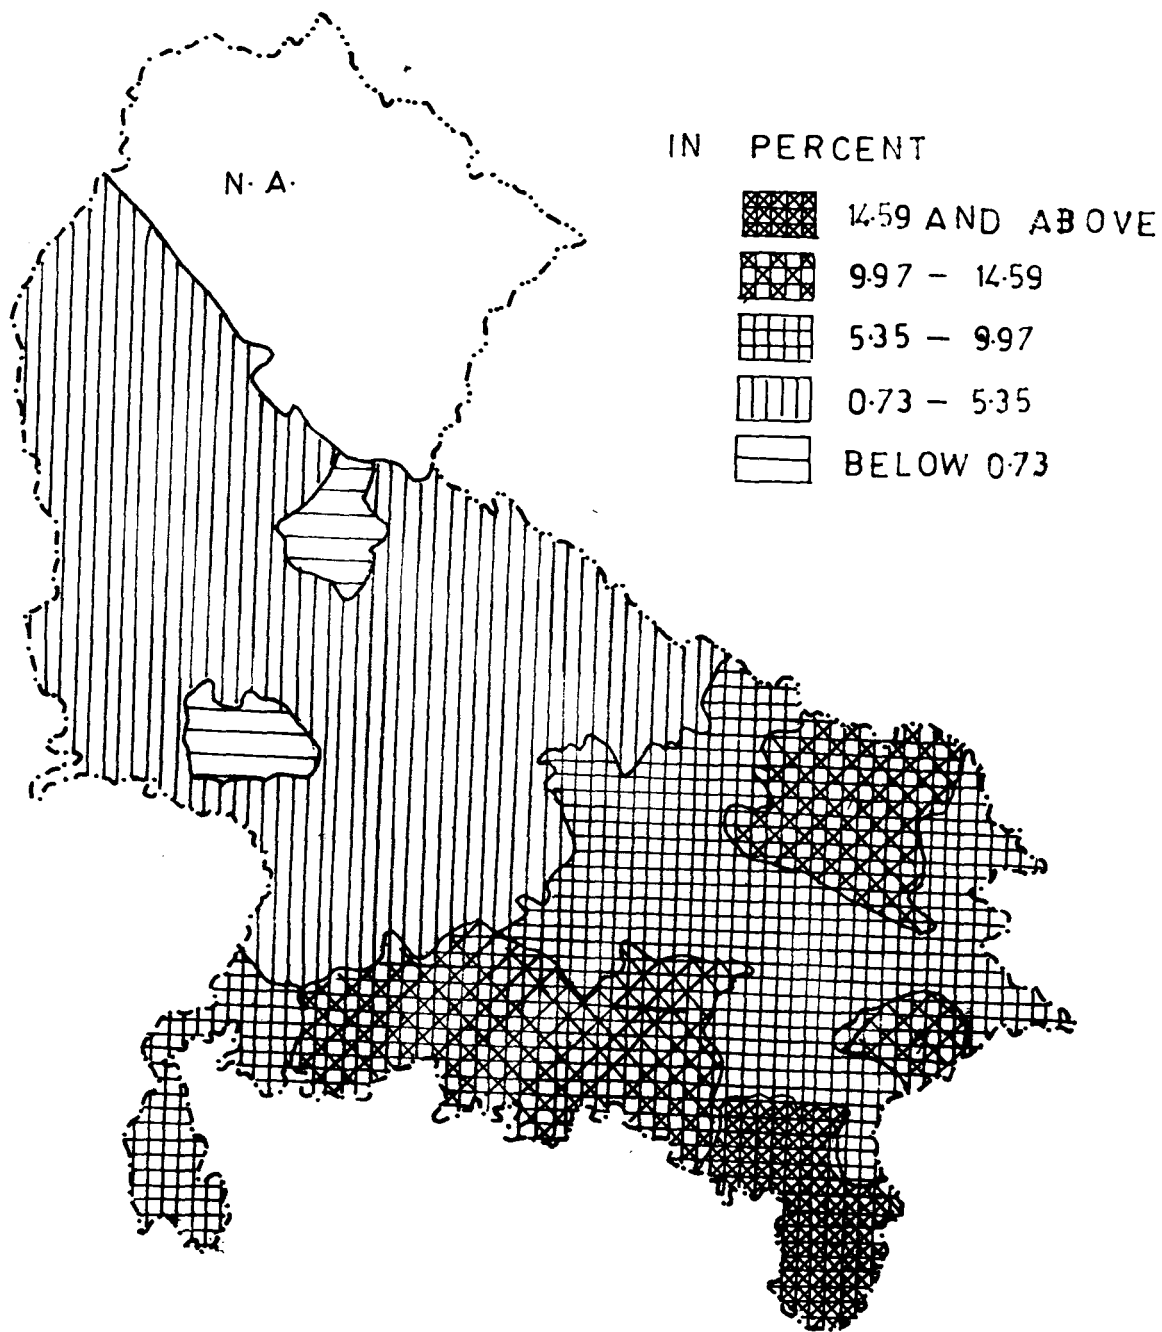 IN PERCENT
N. A.
14.59 AND ABOVE
9.97 - 14.59
5.35 - 9.97
0.73 - 5.35
BELOW 0.73